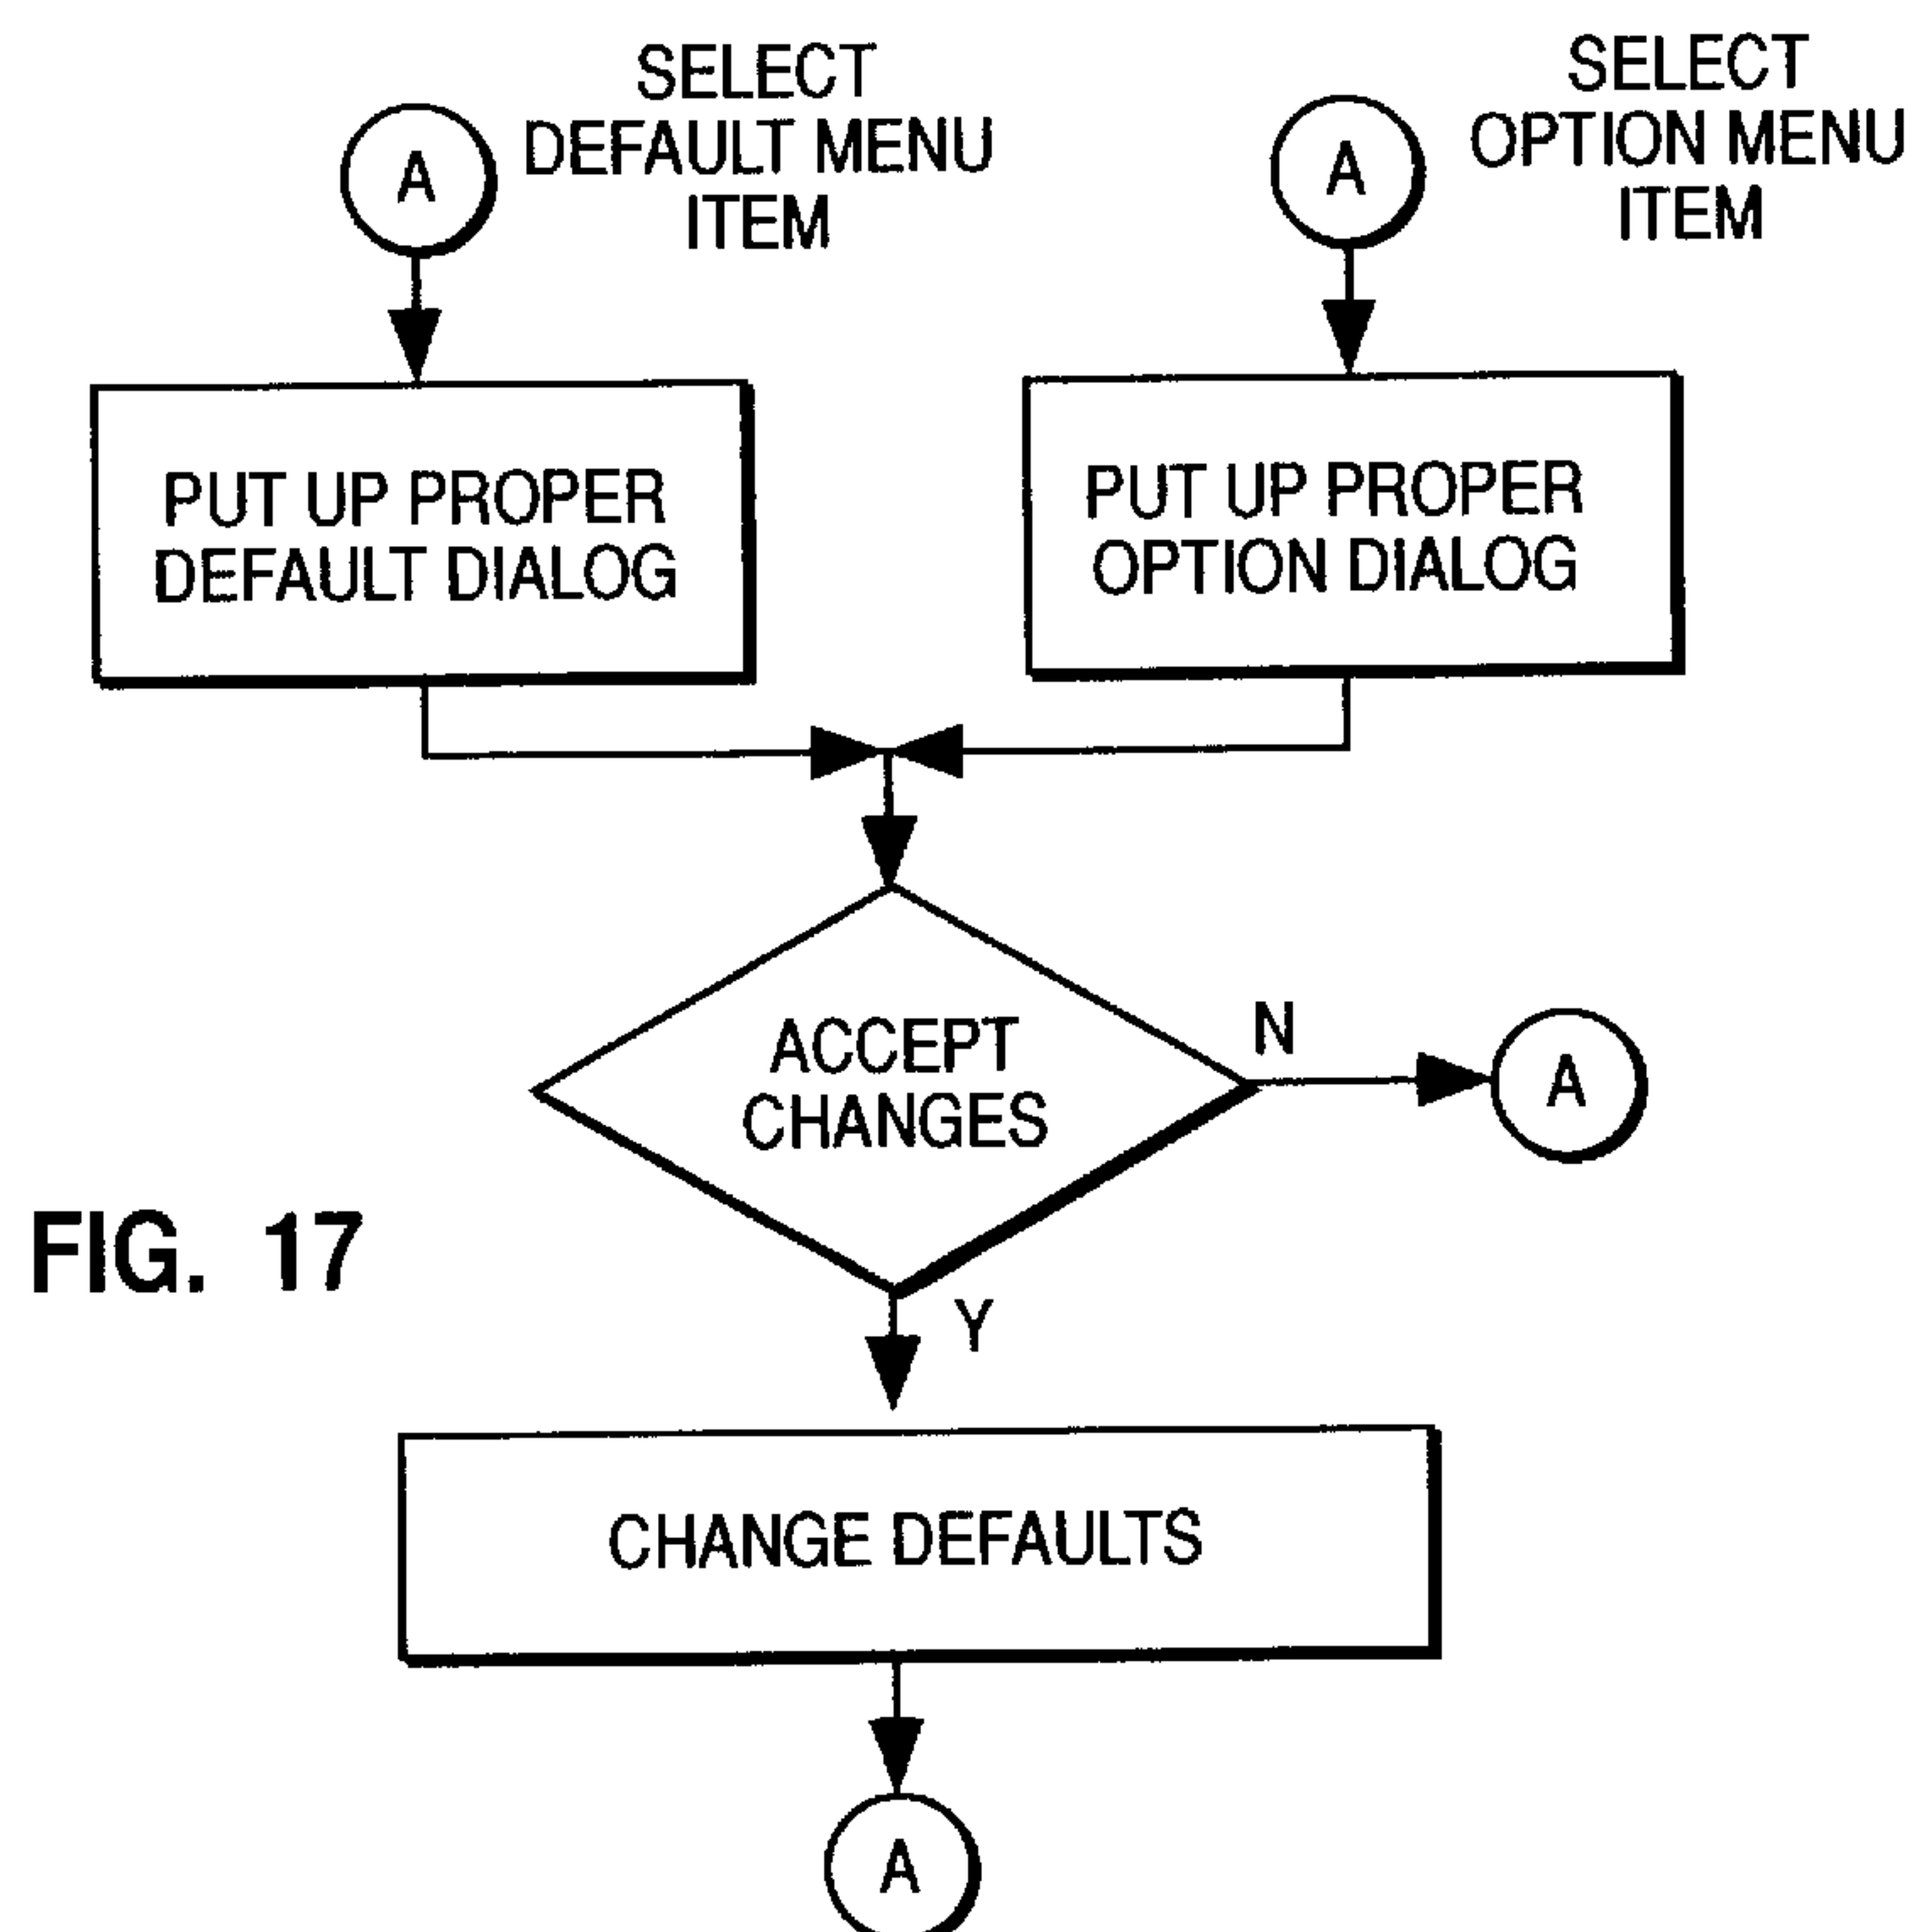 SELECT
DEFAULT MENU
ITEM
A
SELECT
OPTION MENU
ITEM
A
PUT UP PROPER
DEFAULT DIALOG
PUT UP PROPER
OPTION DIALOG
ACCEPT
CHANGES
N
A
FIG. 17
Y
CHANGE DEFAULTS
A